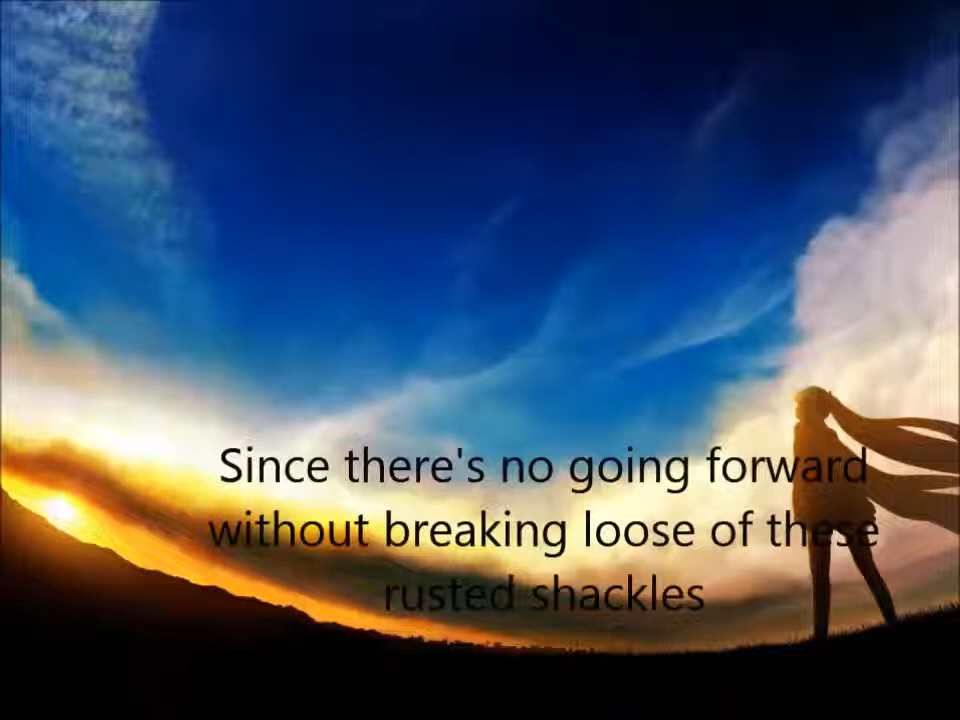 Since there's no going forward
without breaking loose of these
rusted shackles